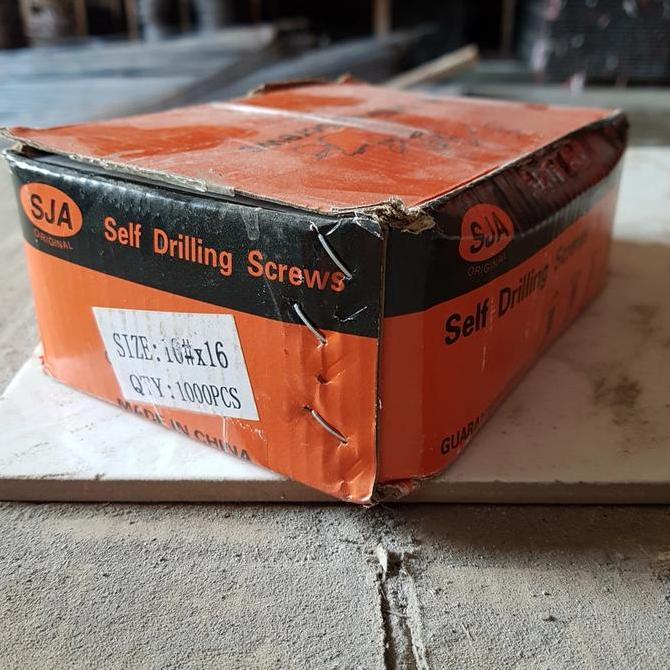 SJA
ORIGINAL
Self Drilling Screws
SIZE: 10#x16
QTY: 1000PCS
MADE IN CHINA
SJA
ORIGINAL
Self Drilling Screws